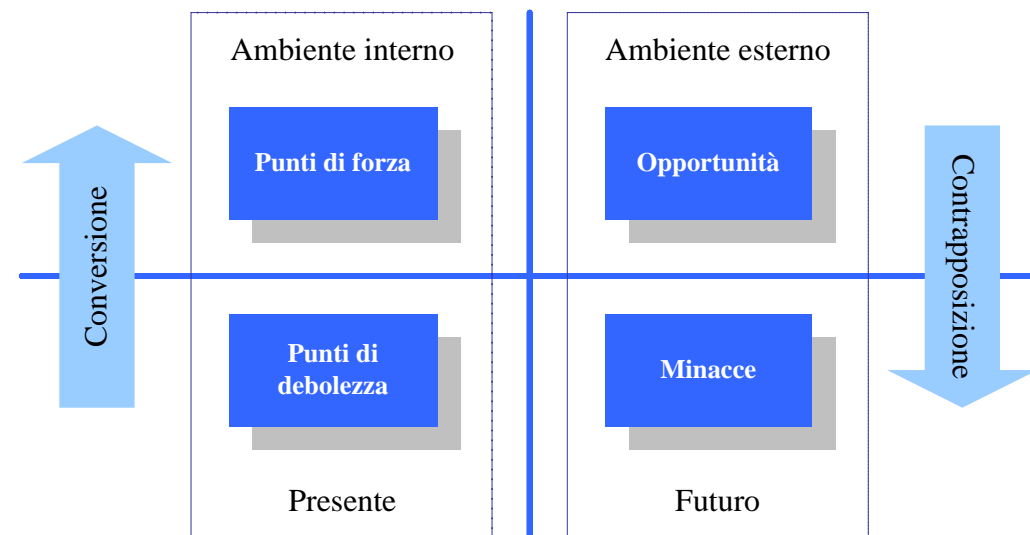 Ambiente interno
Ambiente esterno
Punti di forza
Opportunità
Conversione
Contrapposizione
Punti di
debolezza
Minacce
Presente
Futuro